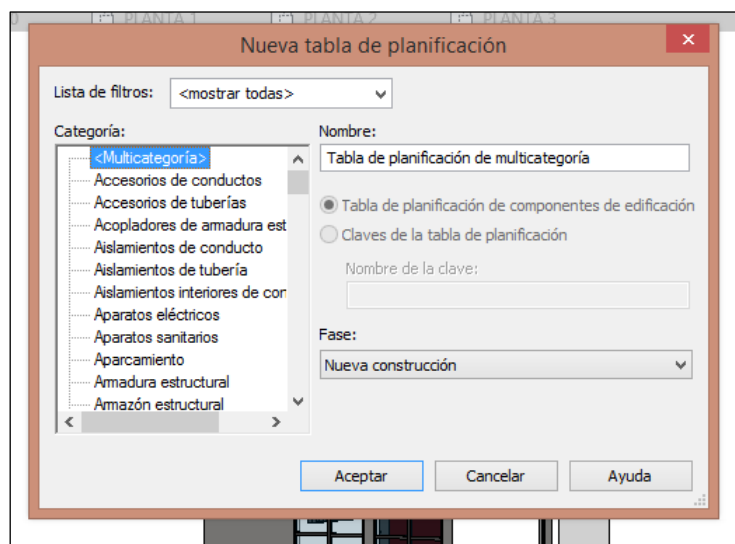 PLANTA 1 PLANTA 2 PLANTA 3
Nueva tabla de planificación
Lista de filtros: <mostrar todas>
Categoría:
<Multicategoría>
Accesorios de conductos
Accesorios de tuberías
Acopladores de armadura est
Aislamientos de conducto
Aislamientos de tubería
Aislamientos interiores de con
Aparatos eléctricos
Aparatos sanitarios
Aparcamiento
Armadura estructural
Armazón estructural
Nombre:
Tabla de planificación de multicategoría
Tabla de planificación de componentes de edificación
Claves de la tabla de planificación
Nombre de la clave:
Fase:
Nueva construcción
Aceptar Cancelar Ayuda